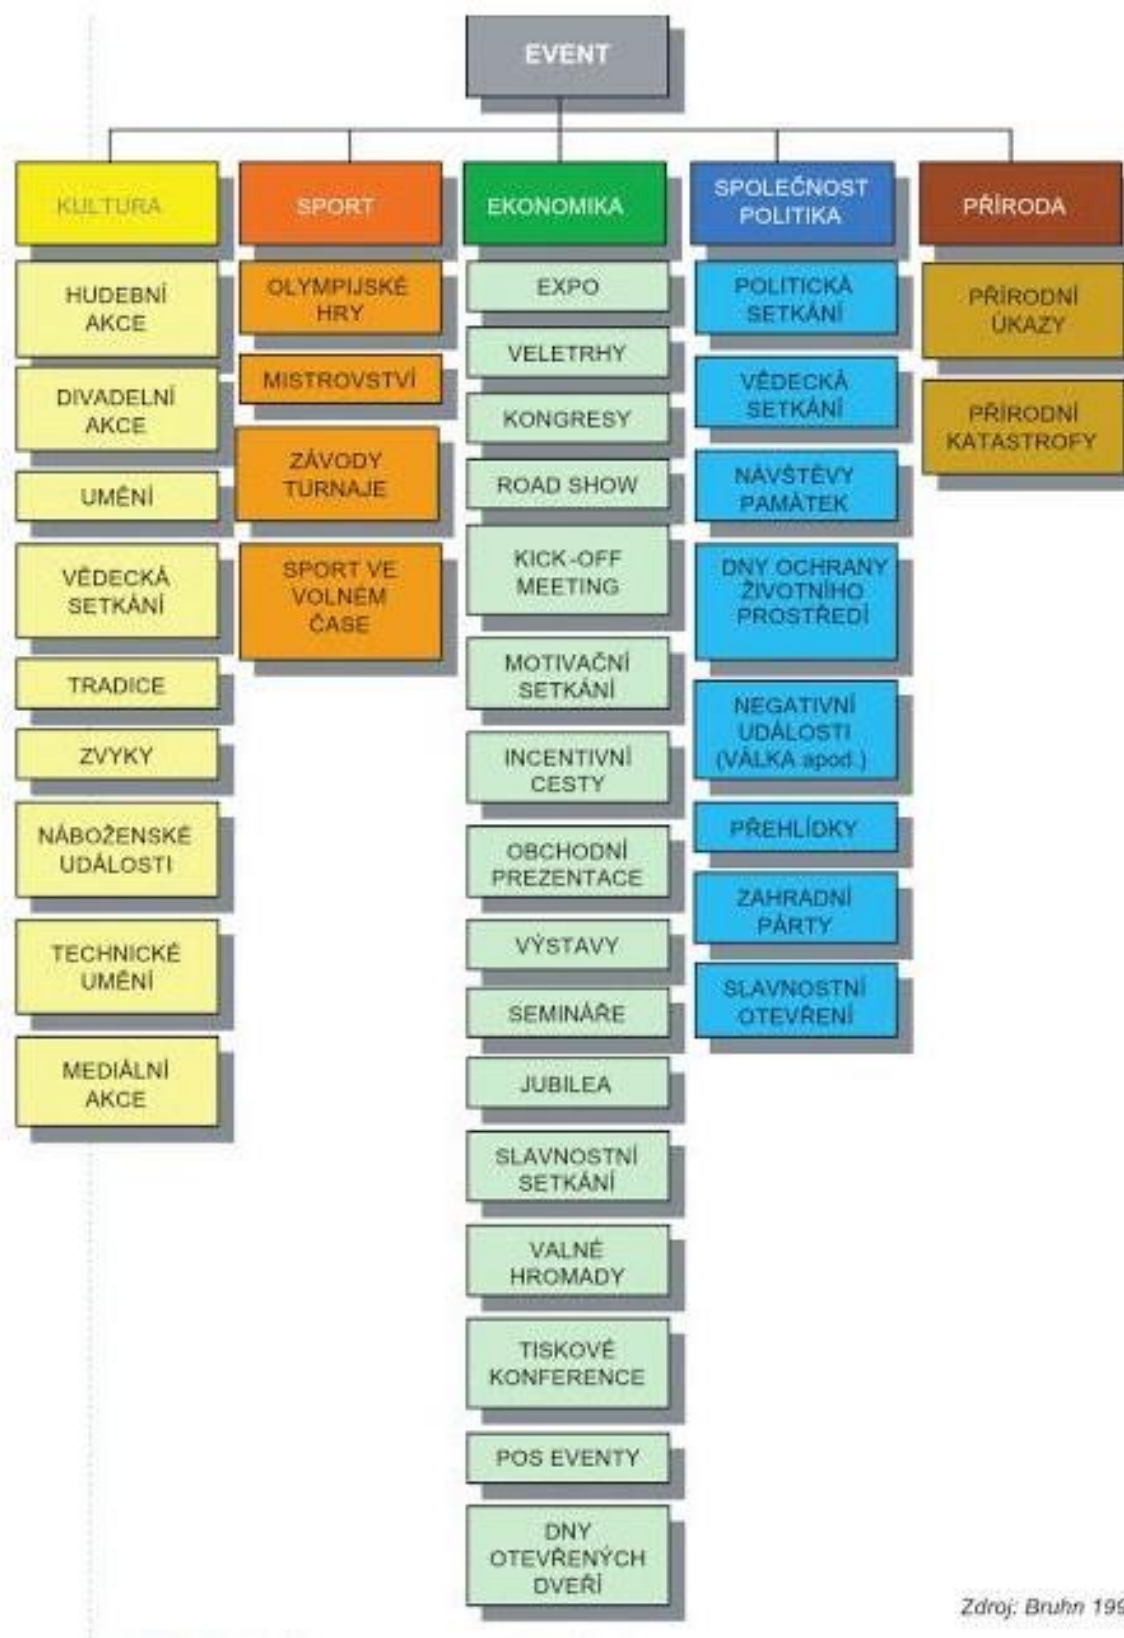 EVENT
KULTURA
HUDEBNÍ
AKCE
DIVADELNÍ
AKCE
UMĚNÍ
VĚDECKÁ
SETKÁNÍ
TRADICE
ZVYKY
NÁBOŽENSKÉ
UDÁLOSTI
TECHNICKÉ
UMĚNÍ
MEDIÁLNÍ
AKCE
SPORT
OLYMPIJSKÉ
HRY
MISTROVSTVÍ
ZÁVODY
TURNAJE
SPORT VE
VOLNÉM
ČASE
EKONOMIKA
EXPO
VELETRHY
KONGRESY
ROAD SHOW
KICK-OFF
MEETING
MOTIVAČNÍ
SETKÁNÍ
INCENTIVNÍ
CESTY
OBCHODNÍ
PREZENTACE
VÝSTAVY
SEMINÁŘE
JUBILEA
SLAVNOSTNÍ
SETKÁNÍ
VALNÉ
HROMADY
TISKOVÉ
KONFERENCE
POS EVENTY
DNY
OTEVŘENÝCH
DVEŘÍ
SPOLEČNOST
POLITIKA
POLITICKÁ
SETKÁNÍ
VĚDECKÁ
SETKÁNÍ
NÁVŠTĚVY
PAMÁTEK
DNY OCHRANY
ŽIVOTNÍHO
PROSTŘEDÍ
NEGATIVNÍ
UDÁLOSTI
(VÁLKA apod.)
PŘEHLÍDKY
ZAHRADNÍ
PÁRTY
SLAVNOSTNÍ
OTEVŘENÍ
PŘÍRODA
PŘÍRODNÍ
ÚKAZY
PŘÍRODNÍ
KATASTROFY
Zdroj: Bruhn 199